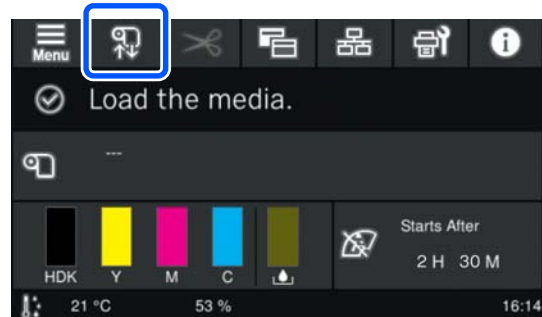 Menu
Load the media.
---
Starts After
2 H 30 M
HDK Y M C
21 °C 53 % 16:14